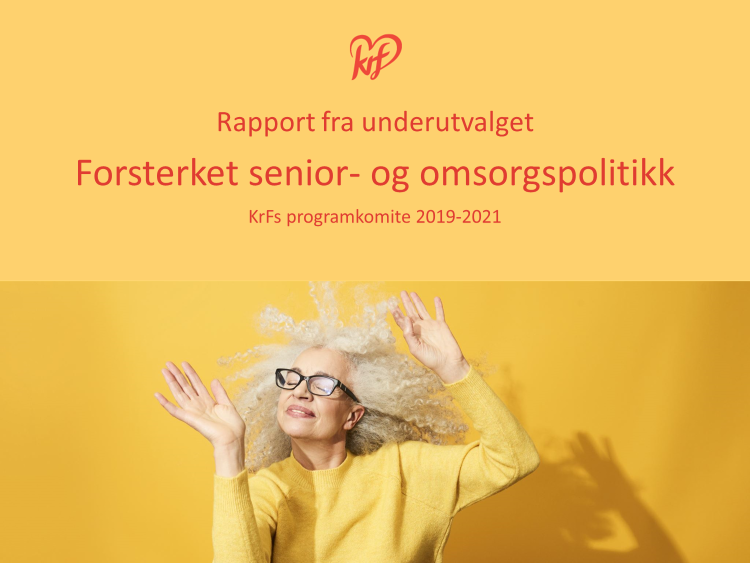 krf
Rapport fra underutvalget
Forsterket senior- og omsorgspolitikk
KrFs programkomite 2019-2021